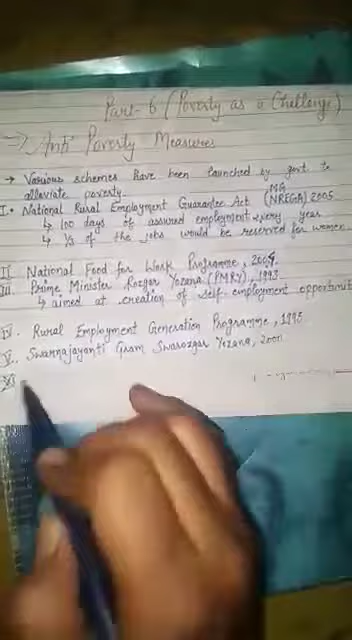 Part-6 (Poverty as a Challenge)
=> Anti Poverty Measures
→ Various schemes have been launched by govt to
alleviate poverty.
I. National Rural Employment Guarantee Act (MG NREGA) 2005
↳ 100 days of assured employment every year
↳ 1/3 of the jobs would be reserved for women
II National Food for Work Programme, 2004.
III Prime Minister Rozgar Yozana (PMRY), 1993
↳ aimed at creation of self-employment opportunit
IV. Rural Employment Generation Programme, 1995
V. Swarnajayanti Gram Swarozgar Yozana, 2000
VI